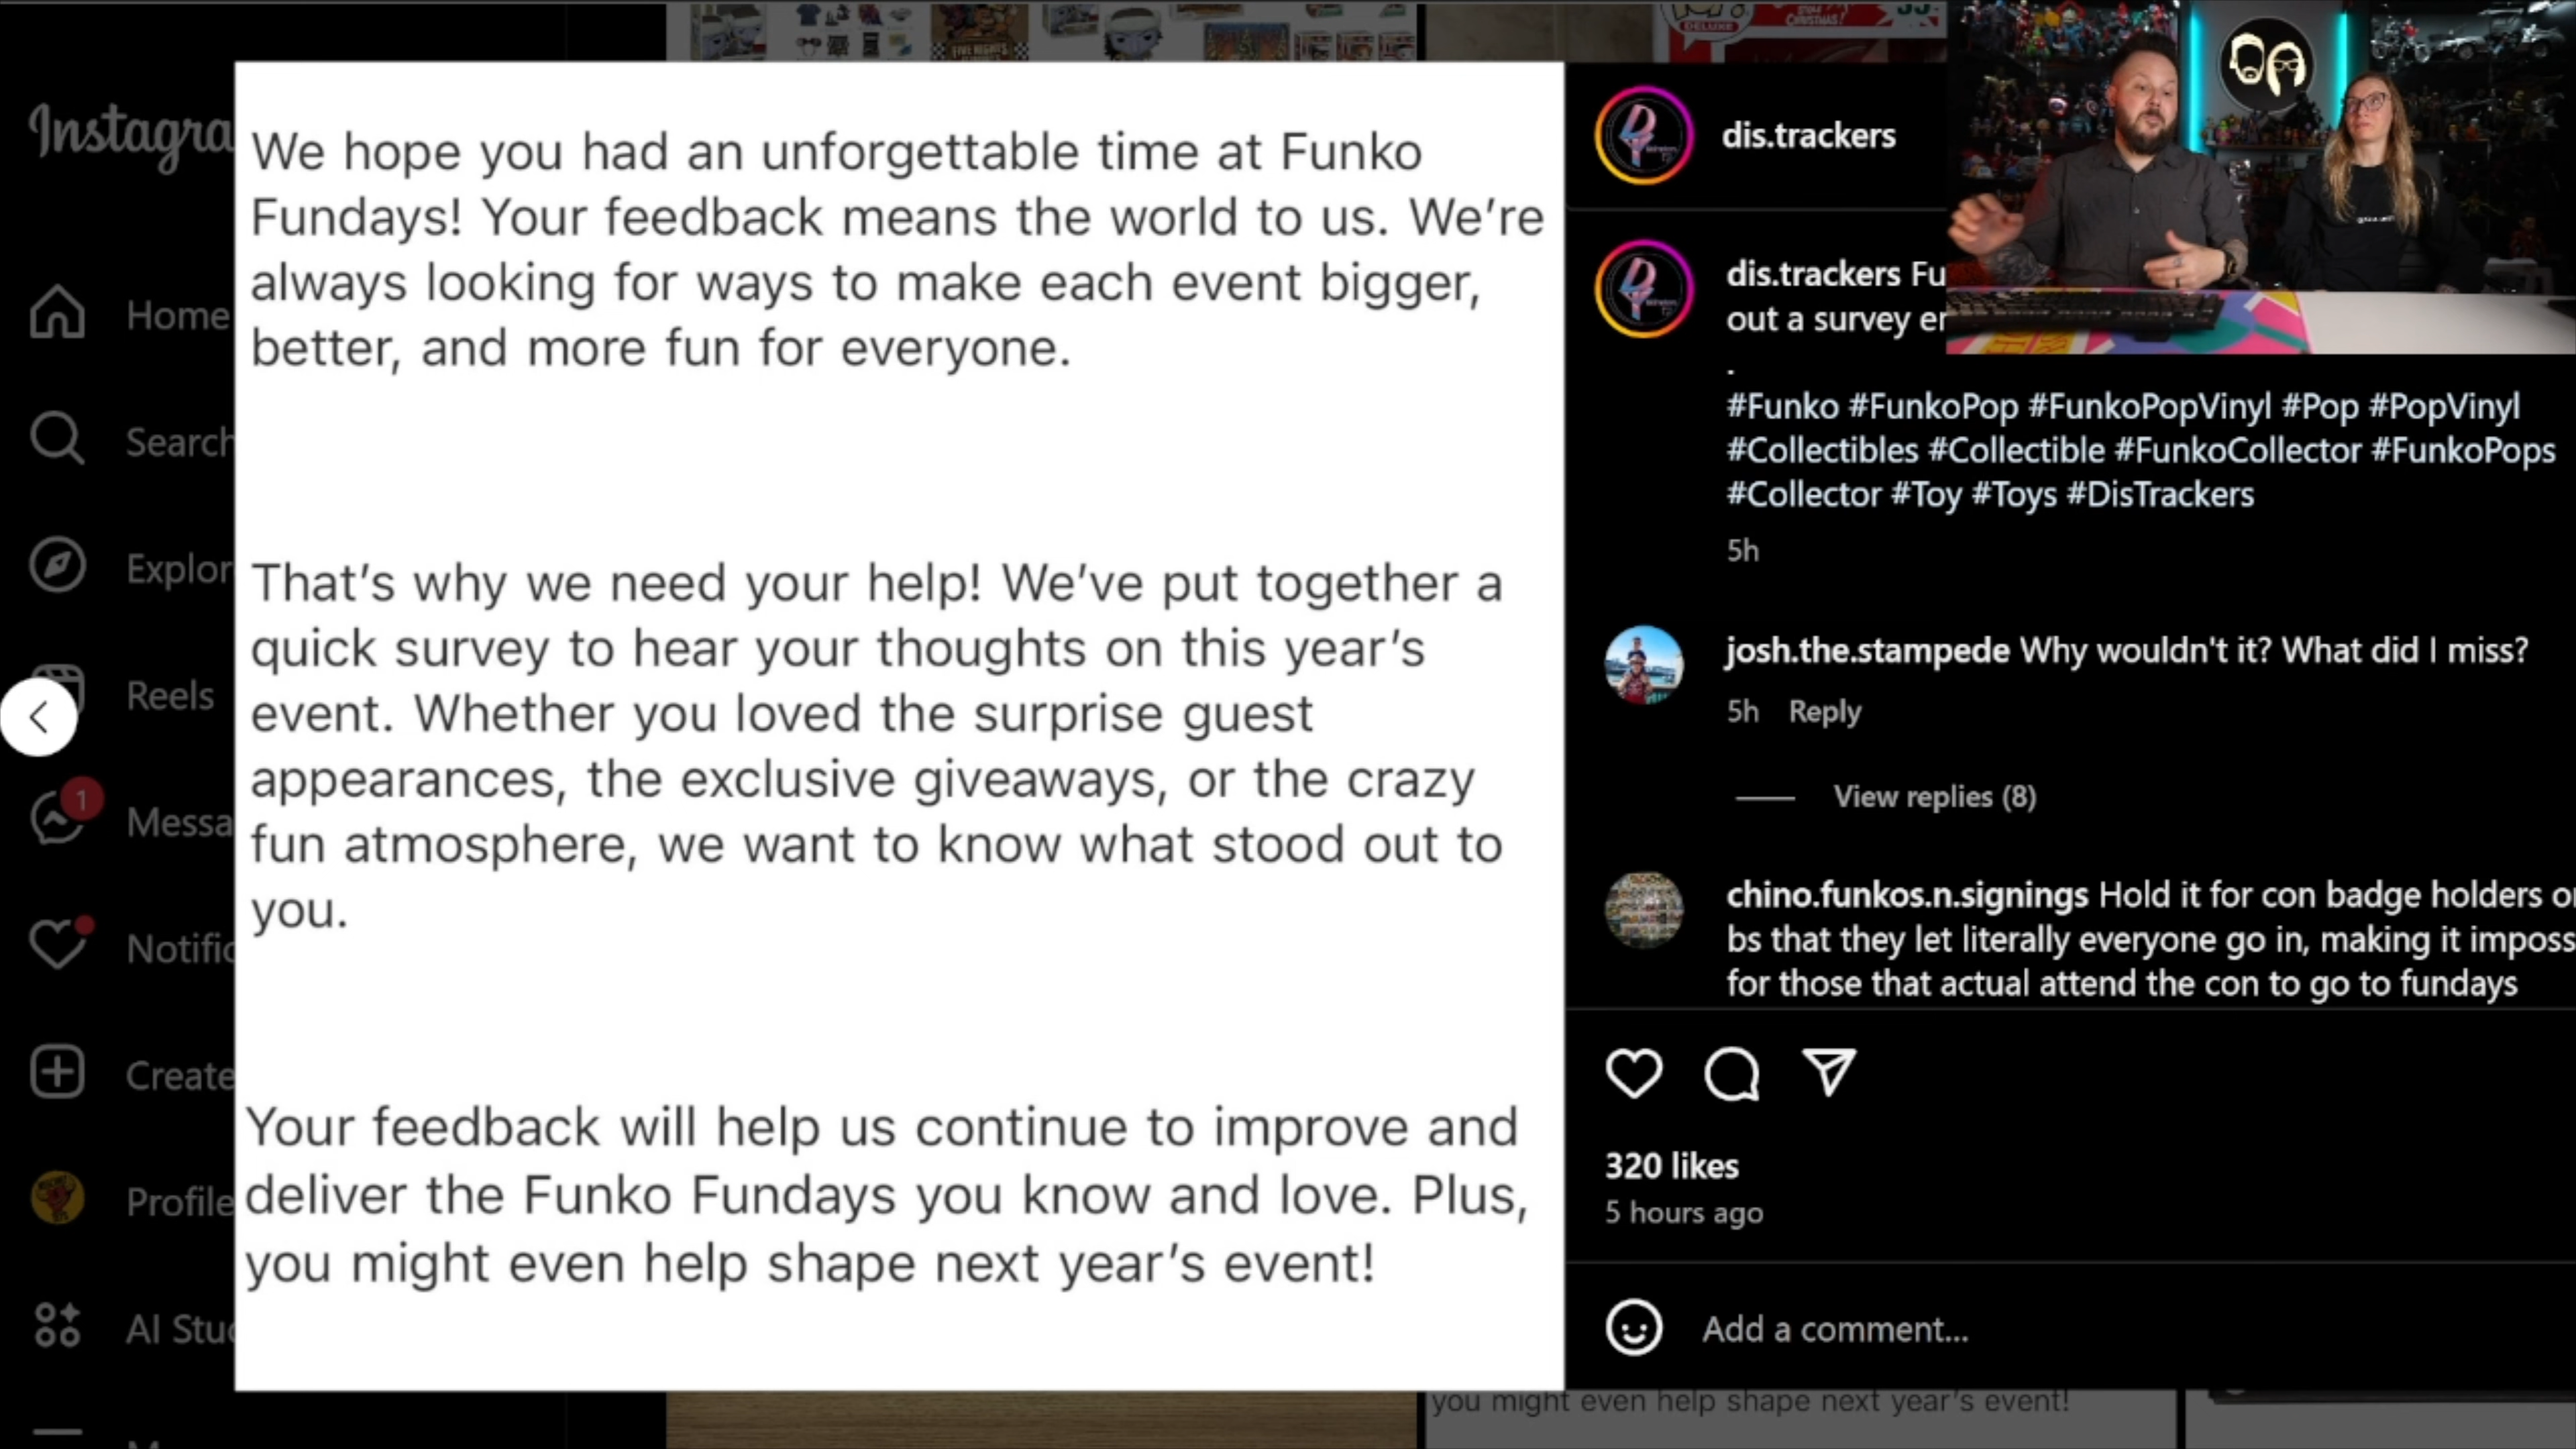 Instagra
Home
Search
Explor
Reels
1
Messa
Notific
Create
Profile
AI Stud
We hope you had an unforgettable time at Funko
Fundays! Your feedback means the world to us. We're
always looking for ways to make each event bigger,
better, and more fun for everyone.
That's why we need your help! We've put together a
quick survey to hear your thoughts on this year's
event. Whether you loved the surprise guest
appearances, the exclusive giveaways, or the crazy
fun atmosphere, we want to know what stood out to
you.
Your feedback will help us continue to improve and
deliver the Funko Fundays you know and love. Plus,
you might even help shape next year's event!
DELUXE
CHRISTMAS!
FIVE NIGHTS
dis.trackers
dis.trackers Fu
out a survey e
.
#Funko #FunkoPop #FunkoPopVinyl #Pop #PopVinyl
#Collectibles #Collectible #FunkoCollector #FunkoPops
#Collector #Toy #Toys #DisTrackers
5h
josh.the.stampede Why wouldn't it? What did I miss?
5h Reply
View replies (8)
chino.funkos.n.signings Hold it for con badge holders o
bs that they let literally everyone go in, making it imposs
for those that actual attend the con to go to fundays
320 likes
5 hours ago
Add a comment...
you might even help shape next year's event!